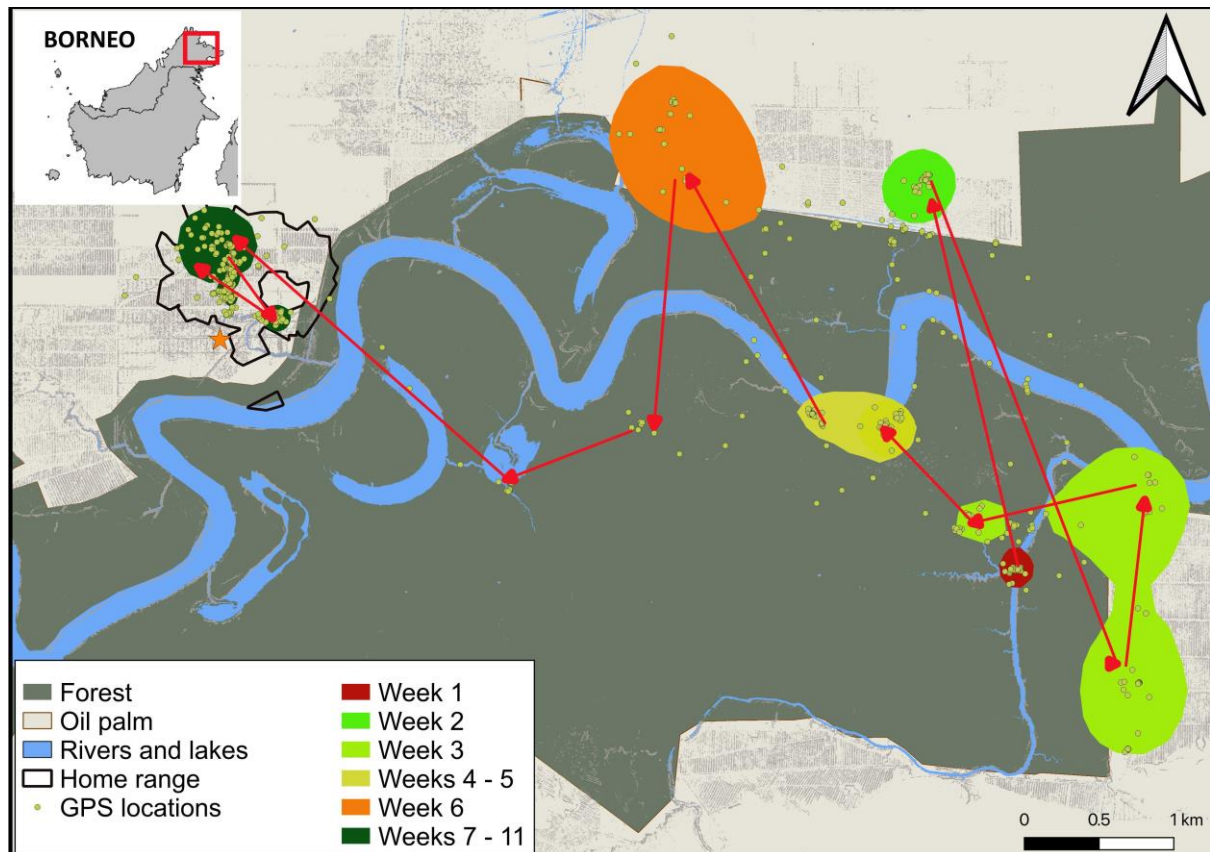 BORNEO
Forest
Oil palm
Rivers and lakes
Home range
GPS locations
Week 1
Week 2
Week 3
Weeks 4 - 5
Week 6
Weeks 7 - 11
0 0.5 1 km